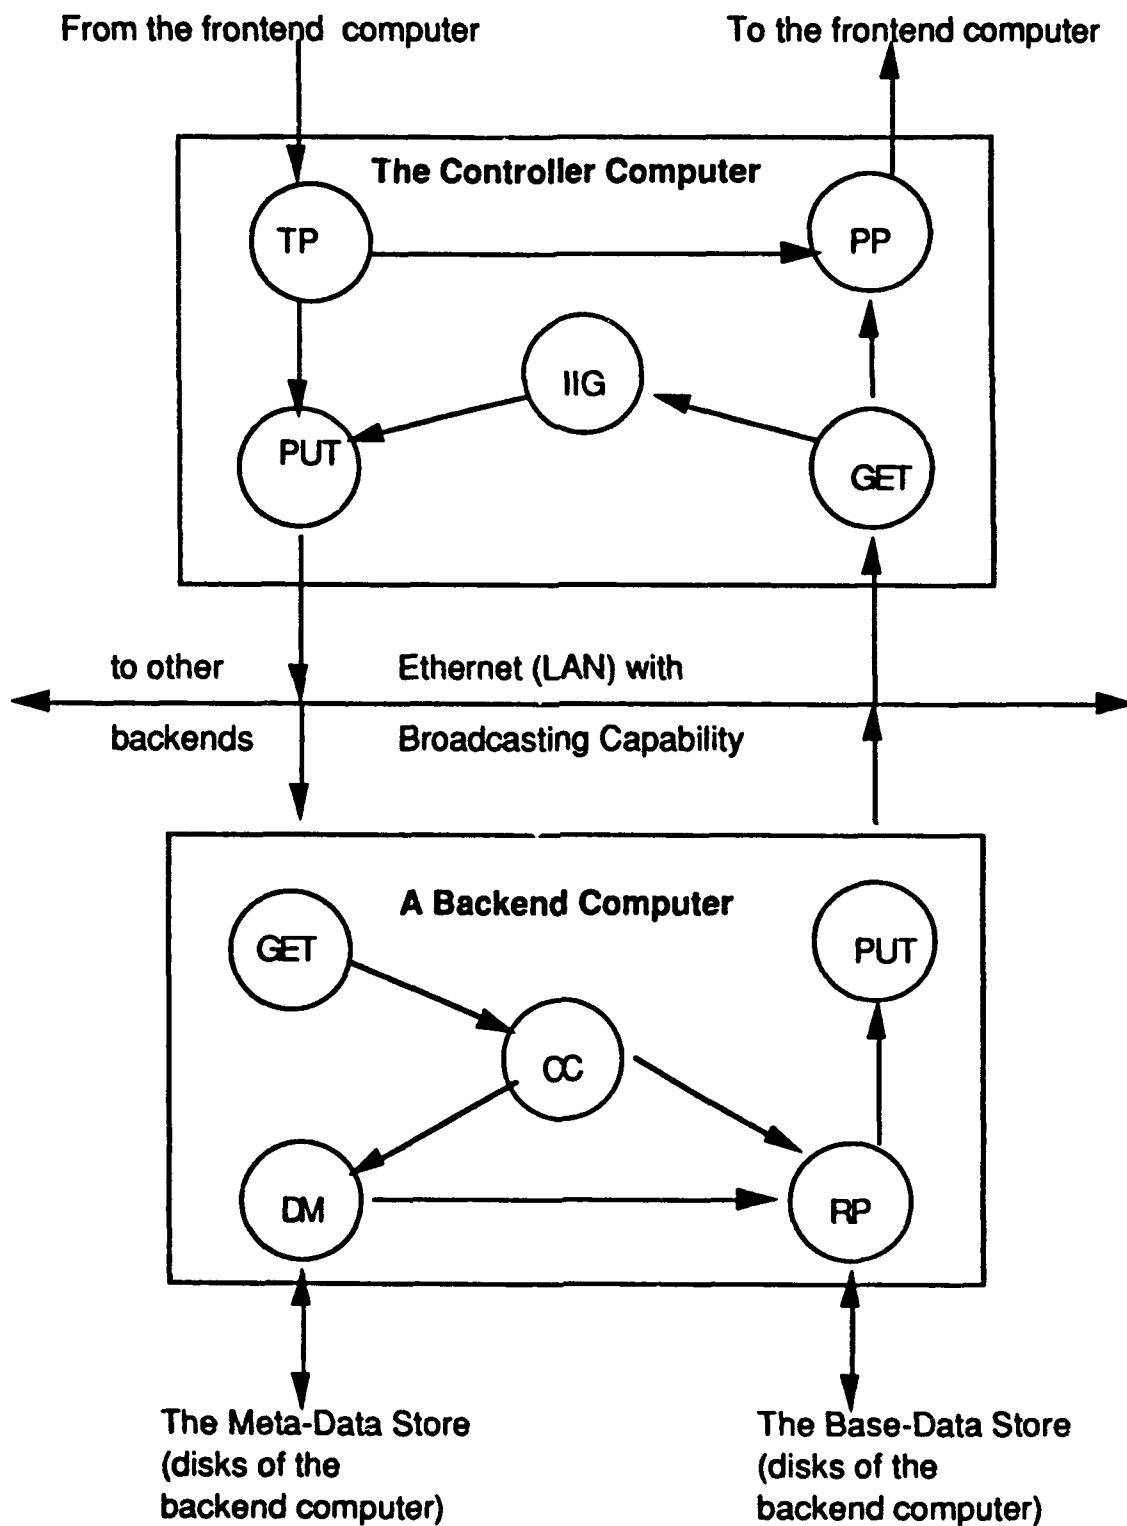 From the frontend computer
To the frontend computer
The Controller Computer
TP
PP
IIG
PUT
GET
to other
Ethernet (LAN) with
backends
Broadcasting Capability
A Backend Computer
GET
PUT
CC
DM
RP
The Meta-Data Store
(disks of the
backend computer)
The Base-Data Store
(disks of the
backend computer)